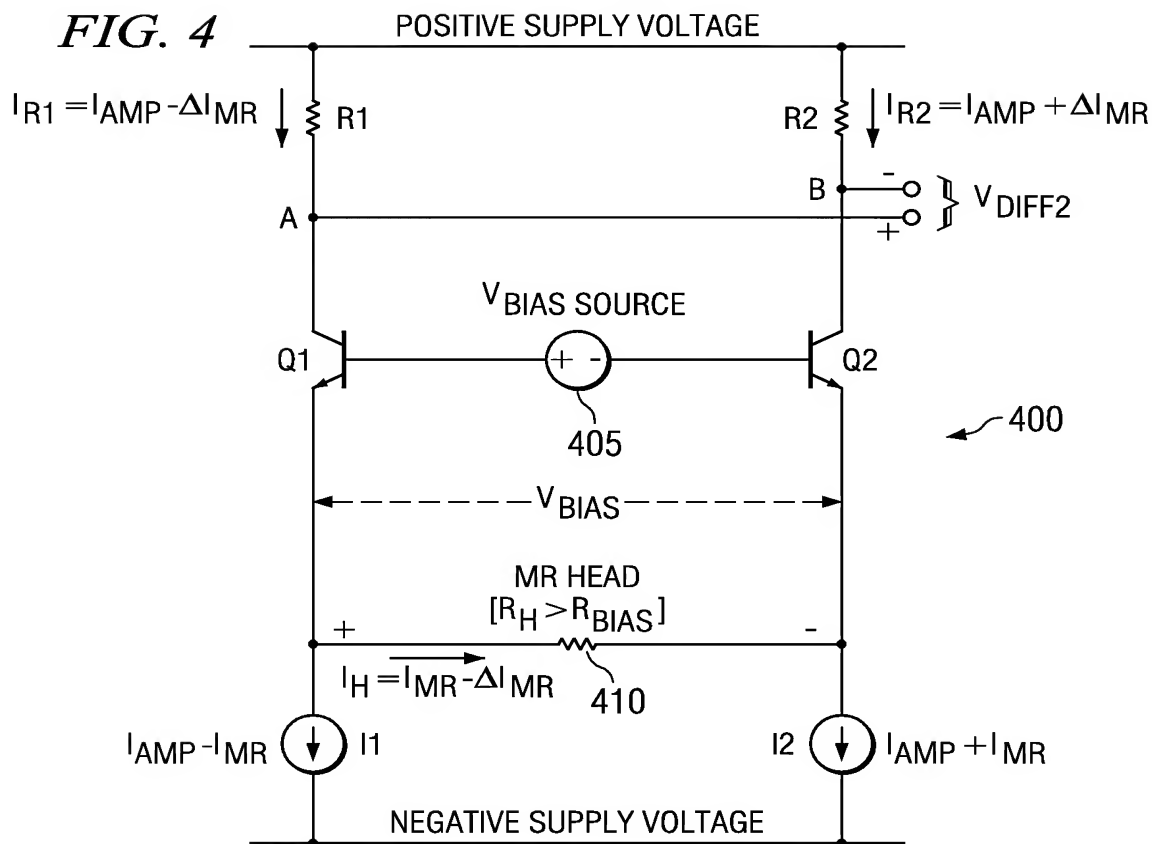 FIG. 4
POSITIVE SUPPLY VOLTAGE
I_R1 = I_AMP - ΔI_MR
R1
R2
I_R2 = I_AMP + ΔI_MR
B
-
A
+
V_DIFF2
V_BIAS SOURCE
Q1
+ -
Q2
405
400
V_BIAS
MR HEAD
[R_H > R_BIAS]
+
-
I_H = I_MR - ΔI_MR
410
I_AMP - I_MR
I1
I2
I_AMP + I_MR
NEGATIVE SUPPLY VOLTAGE